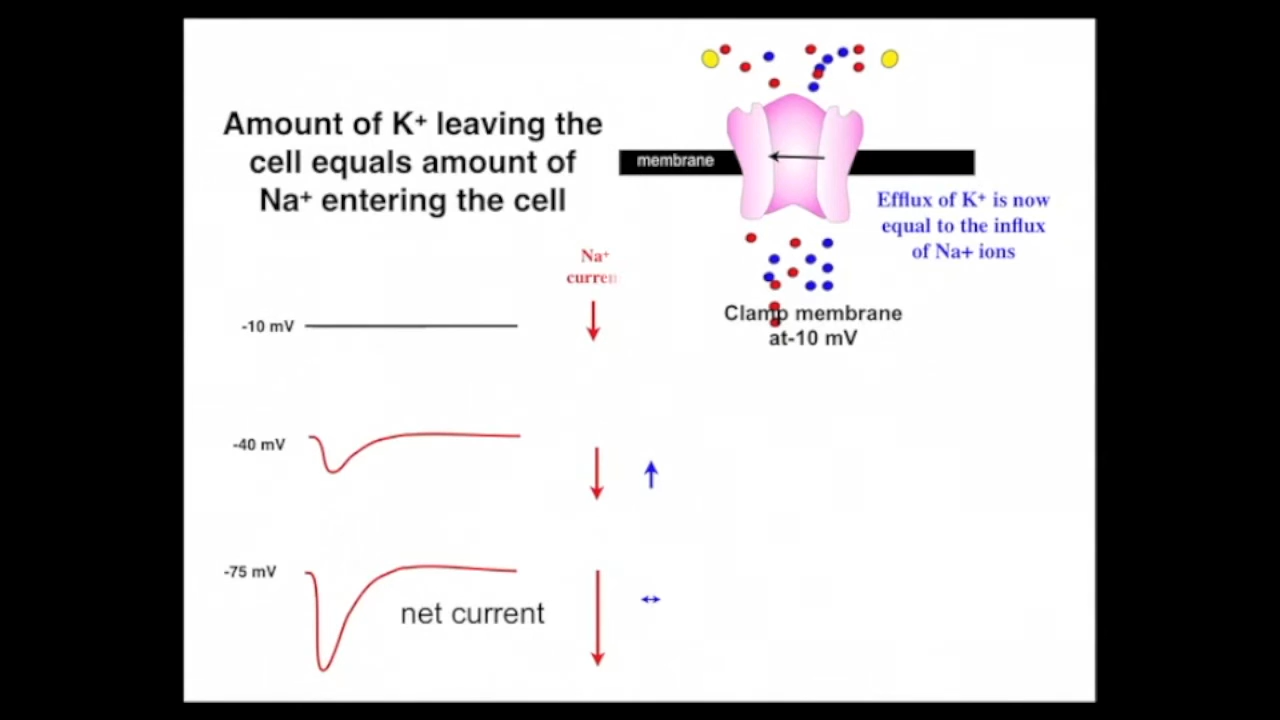 Amount of K+ leaving the
cell equals amount of
Na+ entering the cell
membrane
Efflux of K+ is now
equal to the influx
of Na+ ions
Na+
curren
Clamp membrane
at-10 mV
-10 mV
-40 mV
-75 mV
net current